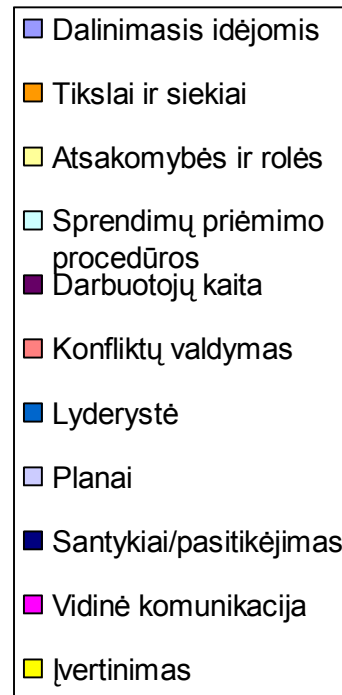 Dalinimasis idėjomis
Tikslai ir siekiai
Atsakomybės ir rolės
Sprendimų priėmimo
procedūros
Darbuotojų kaita
Konfliktų valdymas
Lyderystė
Planai
Santykiai/pasitikėjimas
Vidinė komunikacija
Įvertinimas